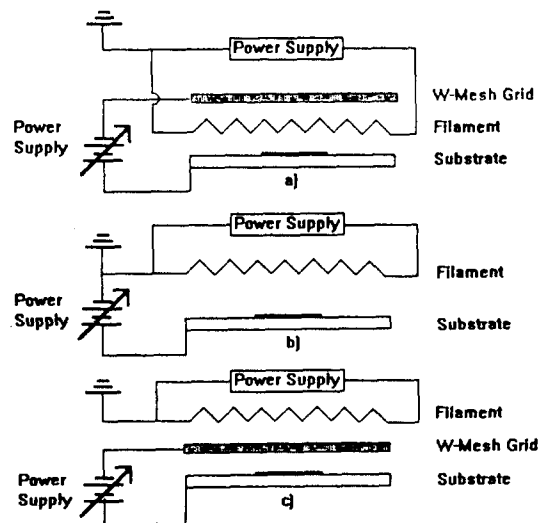 Power Supply
W-Mesh Grid
Power
Supply
Filament
Substrate
a)
Power Supply
Filament
Power
Supply
Substrate
b)
Power Supply
Filament
W-Mesh Grid
Power
Supply
Substrate
c)